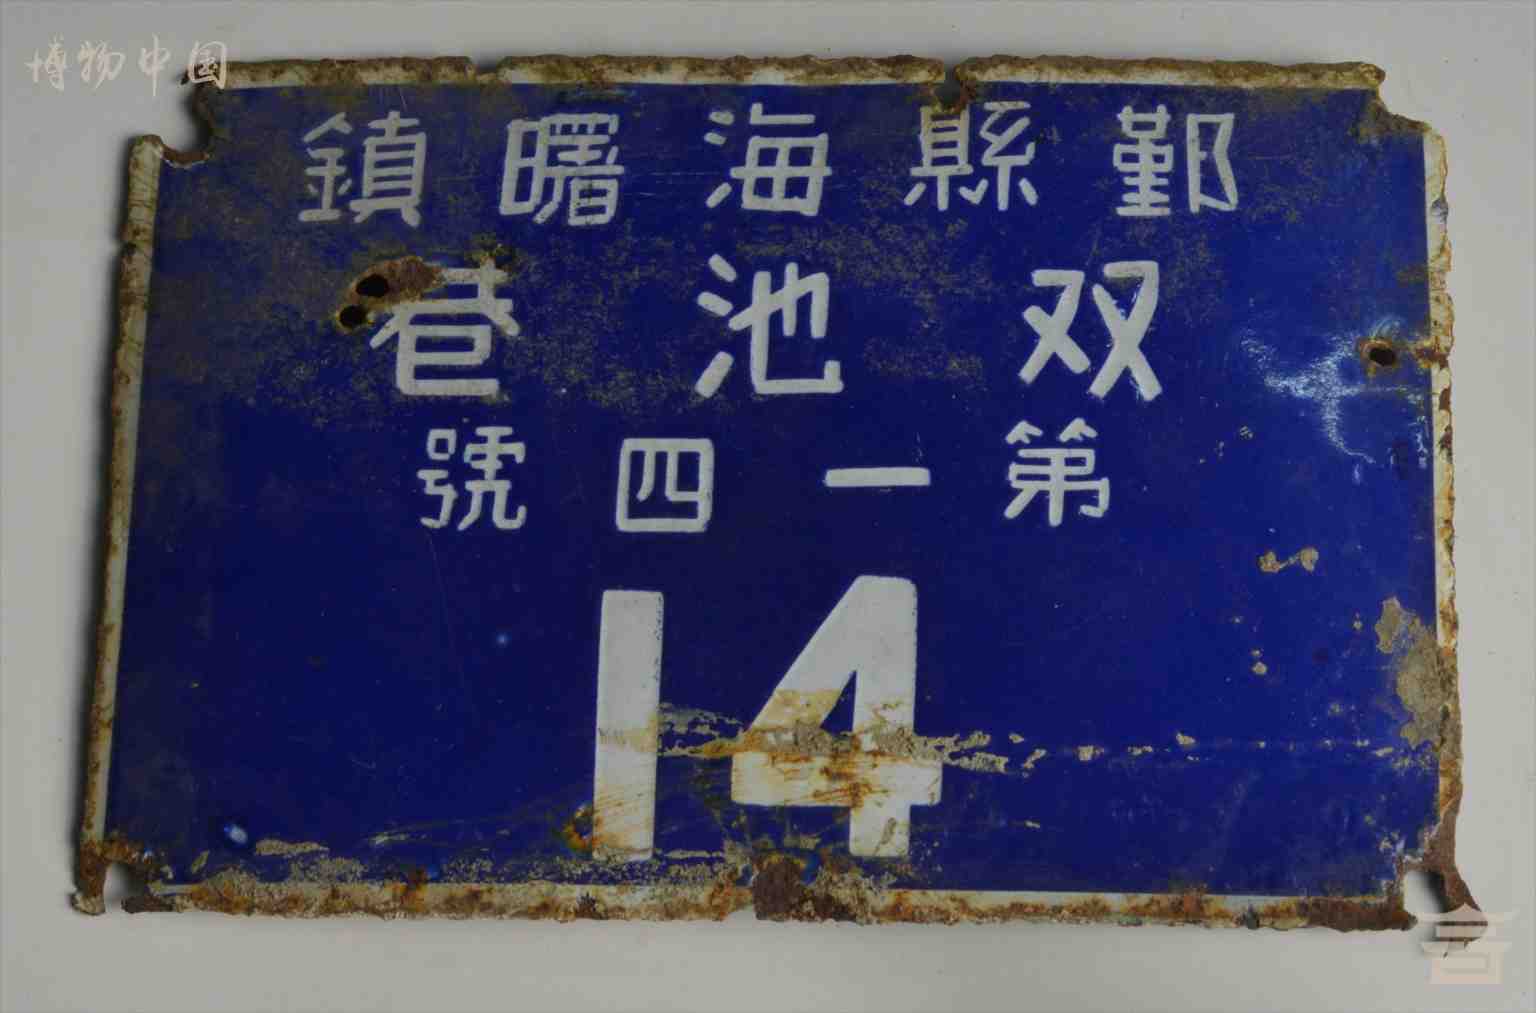 博物中国
鄞縣海曙鎮
双池巷
第一四號
14